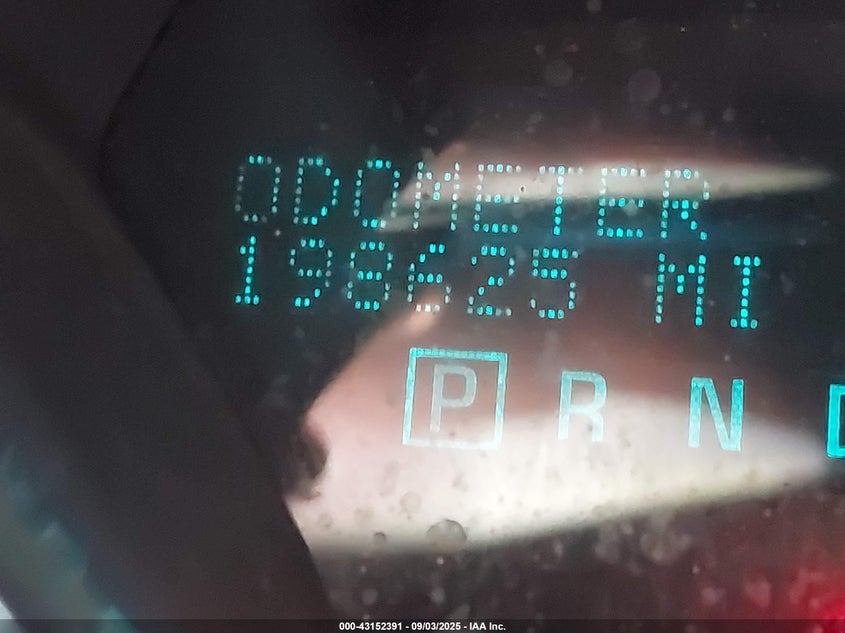 ODOMETER
198625 MI
P R N
000-43152391 - 09/03/2025 - IAA Inc.